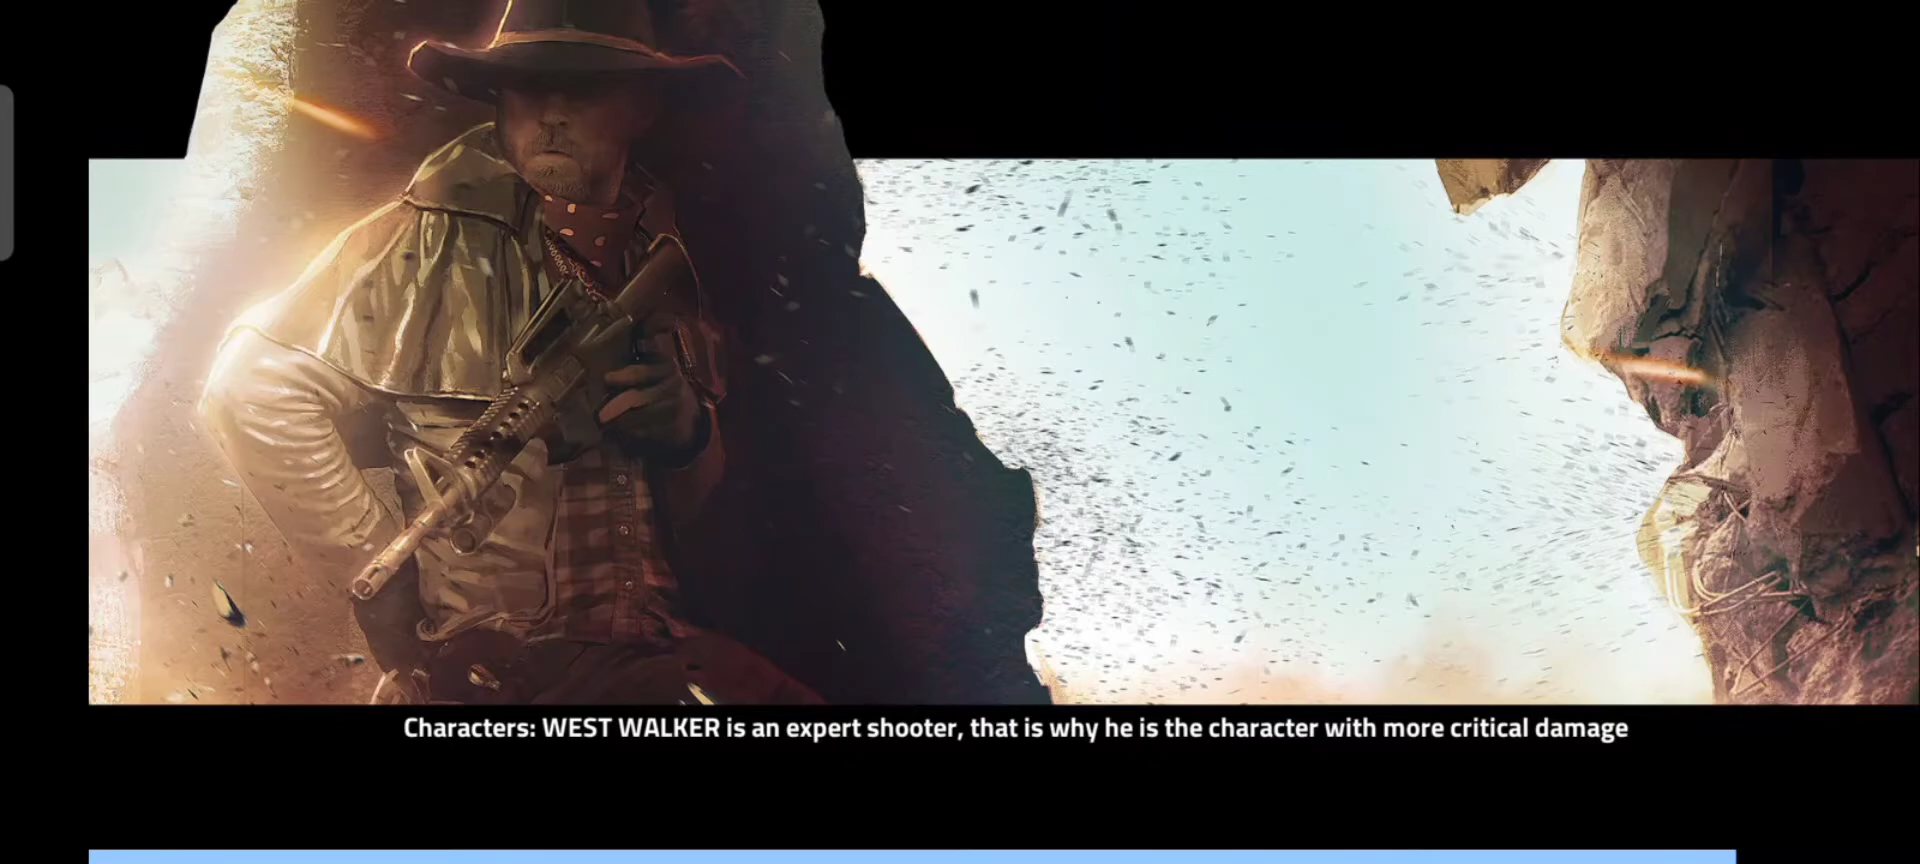 Characters: WEST WALKER is an expert shooter, that is why he is the character with more critical damage